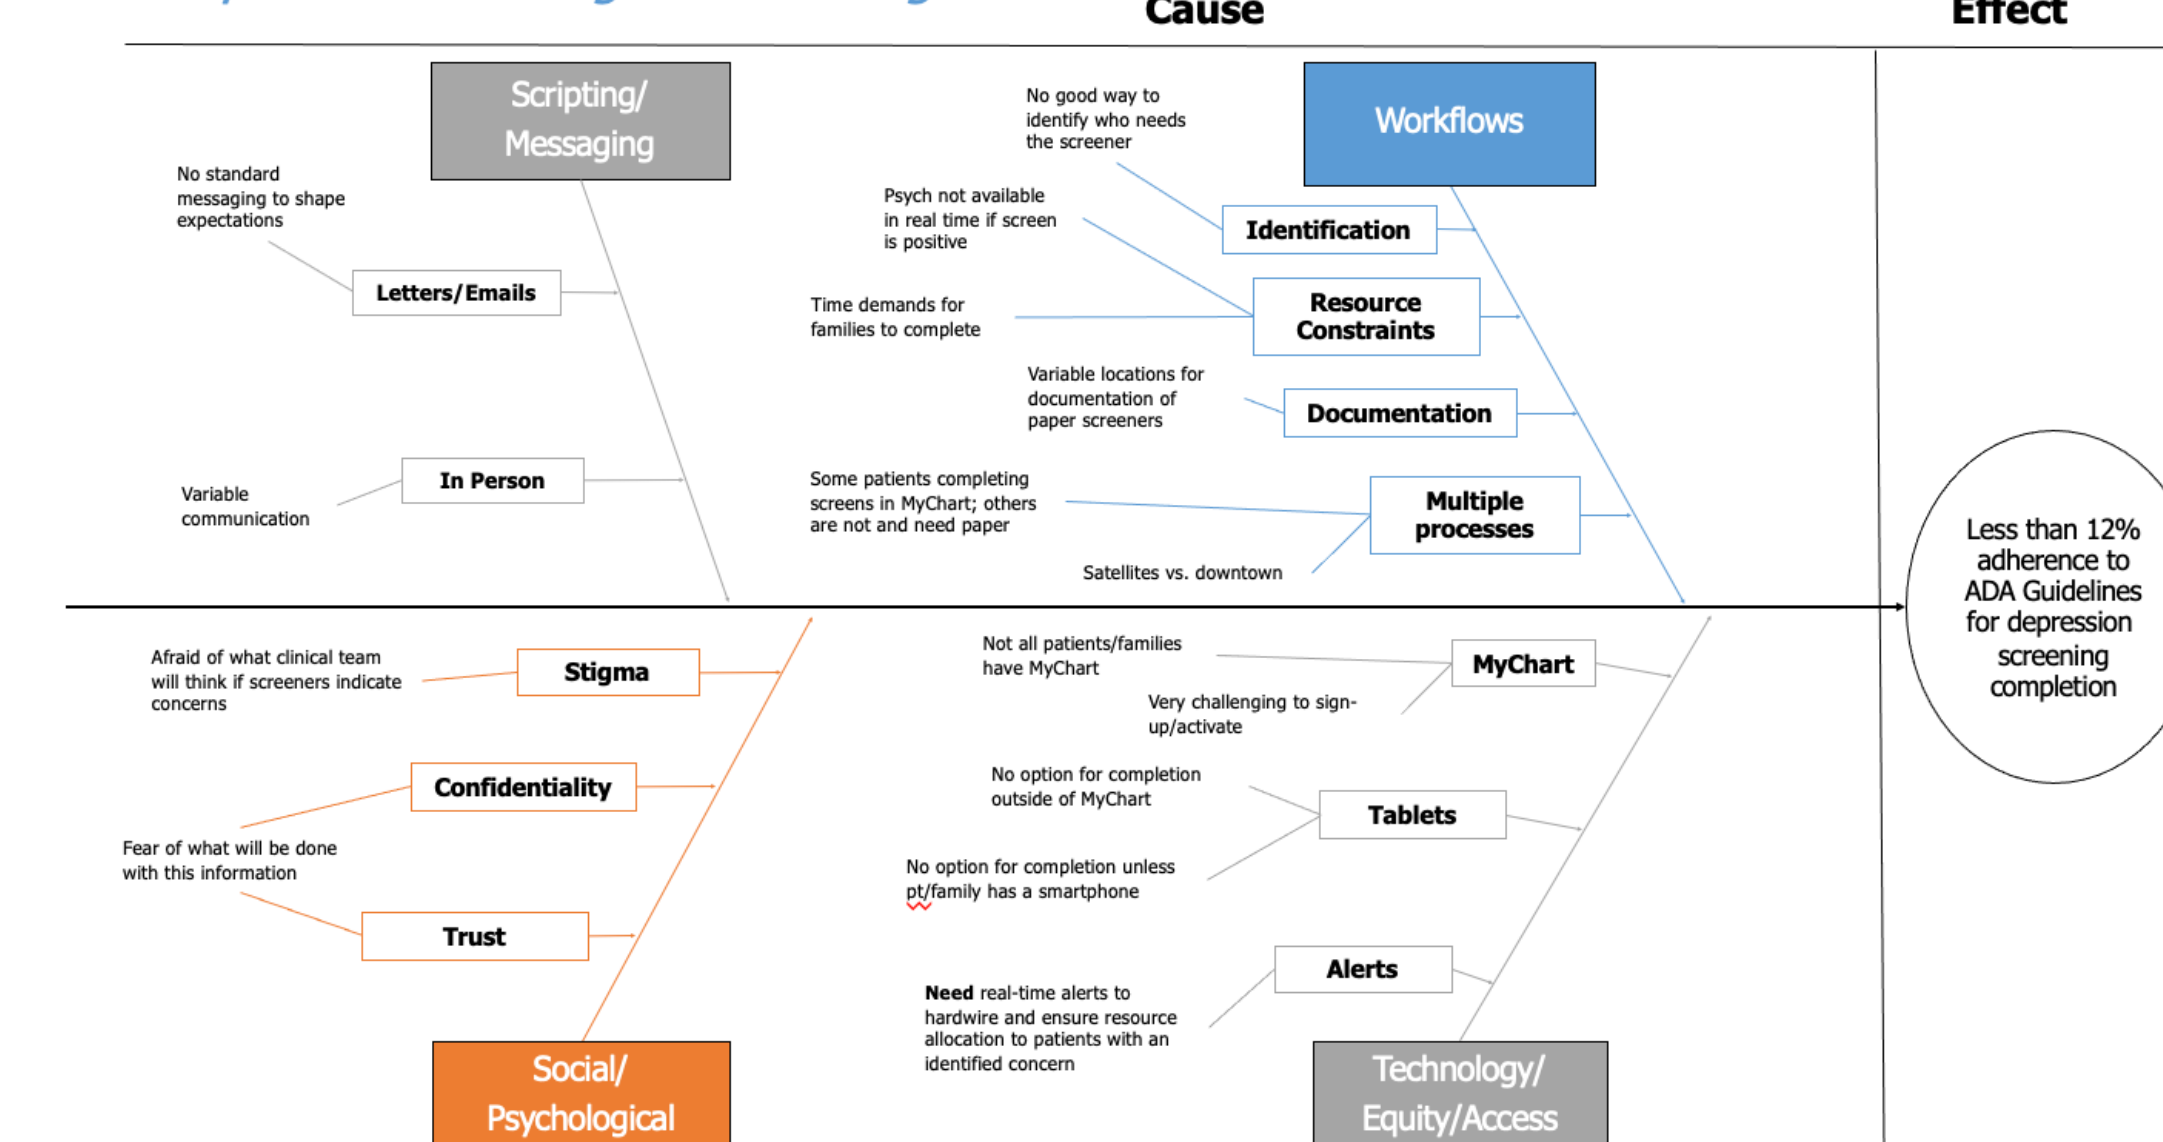 Cause
Effect
Scripting/
Messaging
No standard
messaging to shape
expectations
Letters/Emails
In Person
Variable
communication
Workflows
No good way to
identify who needs
the screener
Identification
Psych not available
in real time if screen
is positive
Resource
Constraints
Time demands for
families to complete
Variable locations for
documentation of
paper screeners
Documentation
Some patients completing
screens in MyChart; others
are not and need paper
Multiple
processes
Satellites vs. downtown
Less than 12%
adherence to
ADA Guidelines
for depression
screening
completion
Afraid of what clinical team
will think if screeners indicate
concerns
Stigma
Confidentiality
Fear of what will be done
with this information
Trust
Social/
Psychological
Not all patients/families
have MyChart
MyChart
Very challenging to sign-
up/activate
No option for completion
outside of MyChart
Tablets
No option for completion unless
pt/family has a smartphone
Alerts
Need real-time alerts to
hardwire and ensure resource
allocation to patients with an
identified concern
Technology/
Equity/Access